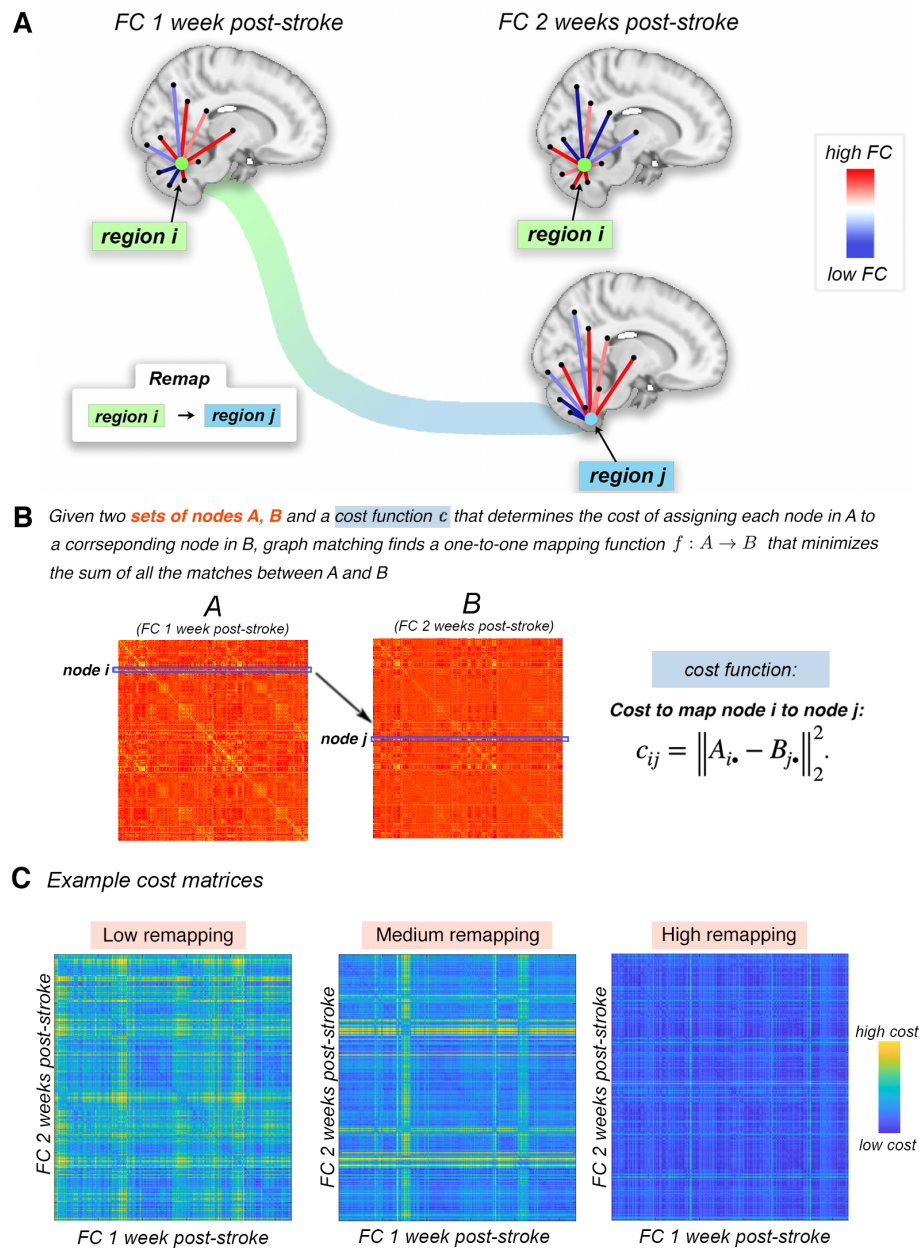 A
FC 1 week post-stroke
FC 2 weeks post-stroke
high FC
low FC
region i
region i
Remap
region i → region j
region j
B
Given two sets of nodes A, B and a cost function c that determines the cost of assigning each node in A to
a corrseponding node in B, graph matching finds a one-to-one mapping function f : A → B that minimizes
the sum of all the matches between A and B
A
(FC 1 week post-stroke)
B
(FC 2 weeks post-stroke)
node i
node j
cost function:
Cost to map node i to node j:
c_{ij} = ‖A_{i•} − B_{j•}‖_2^2.
C
Example cost matrices
Low remapping
Medium remapping
High remapping
FC 2 weeks post-stroke
FC 2 weeks post-stroke
FC 2 weeks post-stroke
high cost
low cost
FC 1 week post-stroke
FC 1 week post-stroke
FC 1 week post-stroke